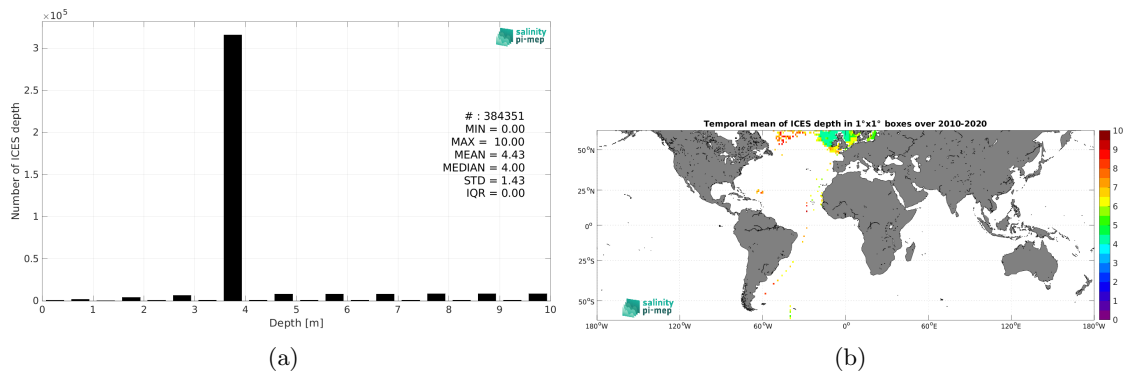 ×10⁵
3
2.5
2
1.5
1
0.5
0
Number of ICES depth
salinity
pi-mep
# : 384351
MIN = 0.00
MAX = 10.00
MEAN = 4.43
MEDIAN = 4.00
STD = 1.43
IQR = 0.00
0 1 2 3 4 5 6 7 8 9 10
Depth [m]
(a)
Temporal mean of ICES depth in 1°x1° boxes over 2010-2020
50°N
25°N
0°
25°S
50°S
salinity
pi-mep
180°W 120°W 60°W 0° 60°E 120°E 180°W
10
9
8
7
6
5
4
3
2
1
0
(b)